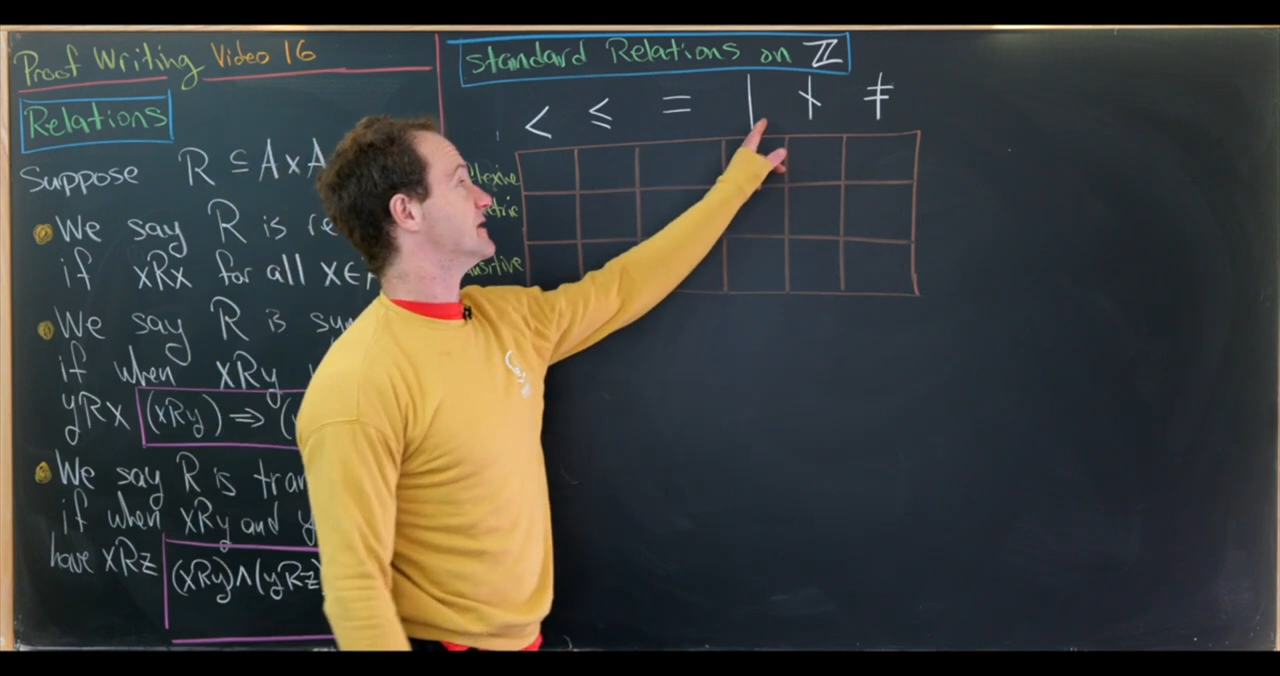 Proof Writing Video 16
Relations
Suppose R ⊆ A×A
• We say R is
if xRx for all x∈
• We say R is
if when xRy
yRx (xRy) ⇒ (
• We say R is
if when xRy and
have xRz (xRy)∧(yRz)
Standard Relations on ℤ
< ≤ = | ∤ ≠